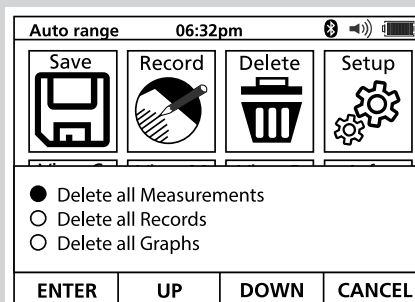 Auto range 06:32pm
Save Record Delete Setup
Delete all Measurements
Delete all Records
Delete all Graphs
ENTER UP DOWN CANCEL